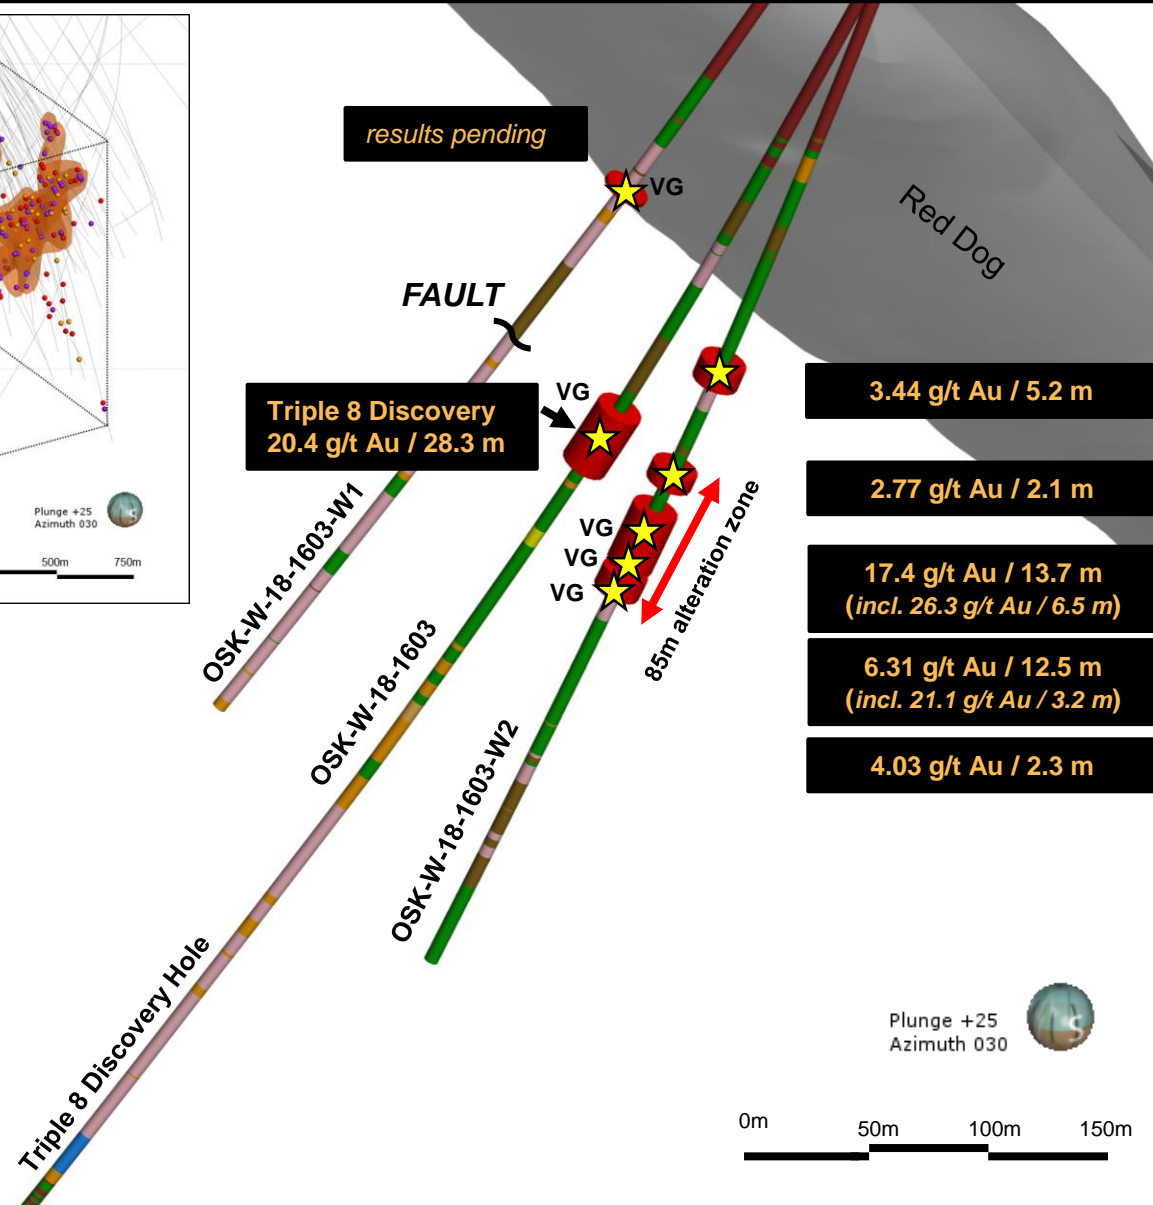 results pending
VG
Red Dog
FAULT
VG
Triple 8 Discovery
20.4 g/t Au / 28.3 m
3.44 g/t Au / 5.2 m
2.77 g/t Au / 2.1 m
VG
VG
VG
85m alteration zone
17.4 g/t Au / 13.7 m
(incl. 26.3 g/t Au / 6.5 m)
6.31 g/t Au / 12.5 m
(incl. 21.1 g/t Au / 3.2 m)
4.03 g/t Au / 2.3 m
Plunge +25
Azimuth 030
S
500m
750m
OSK-W-18-1603-W1
OSK-W-18-1603
OSK-W-18-1603-W2
Triple 8 Discovery Hole
Plunge +25
Azimuth 030
S
0m
50m
100m
150m